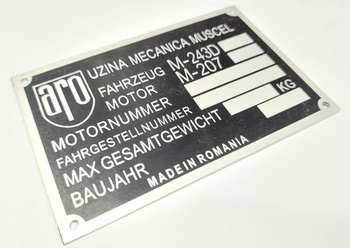 aro
UZINA MECANICA MUSCEL
FAHRZEUG M-243D
MOTOR M-207
MOTORNUMMER
FAHRGESTELLNUMMER
MAX GESAMTGEWICHT KG
BAUJAHR
MADE IN ROMANIA